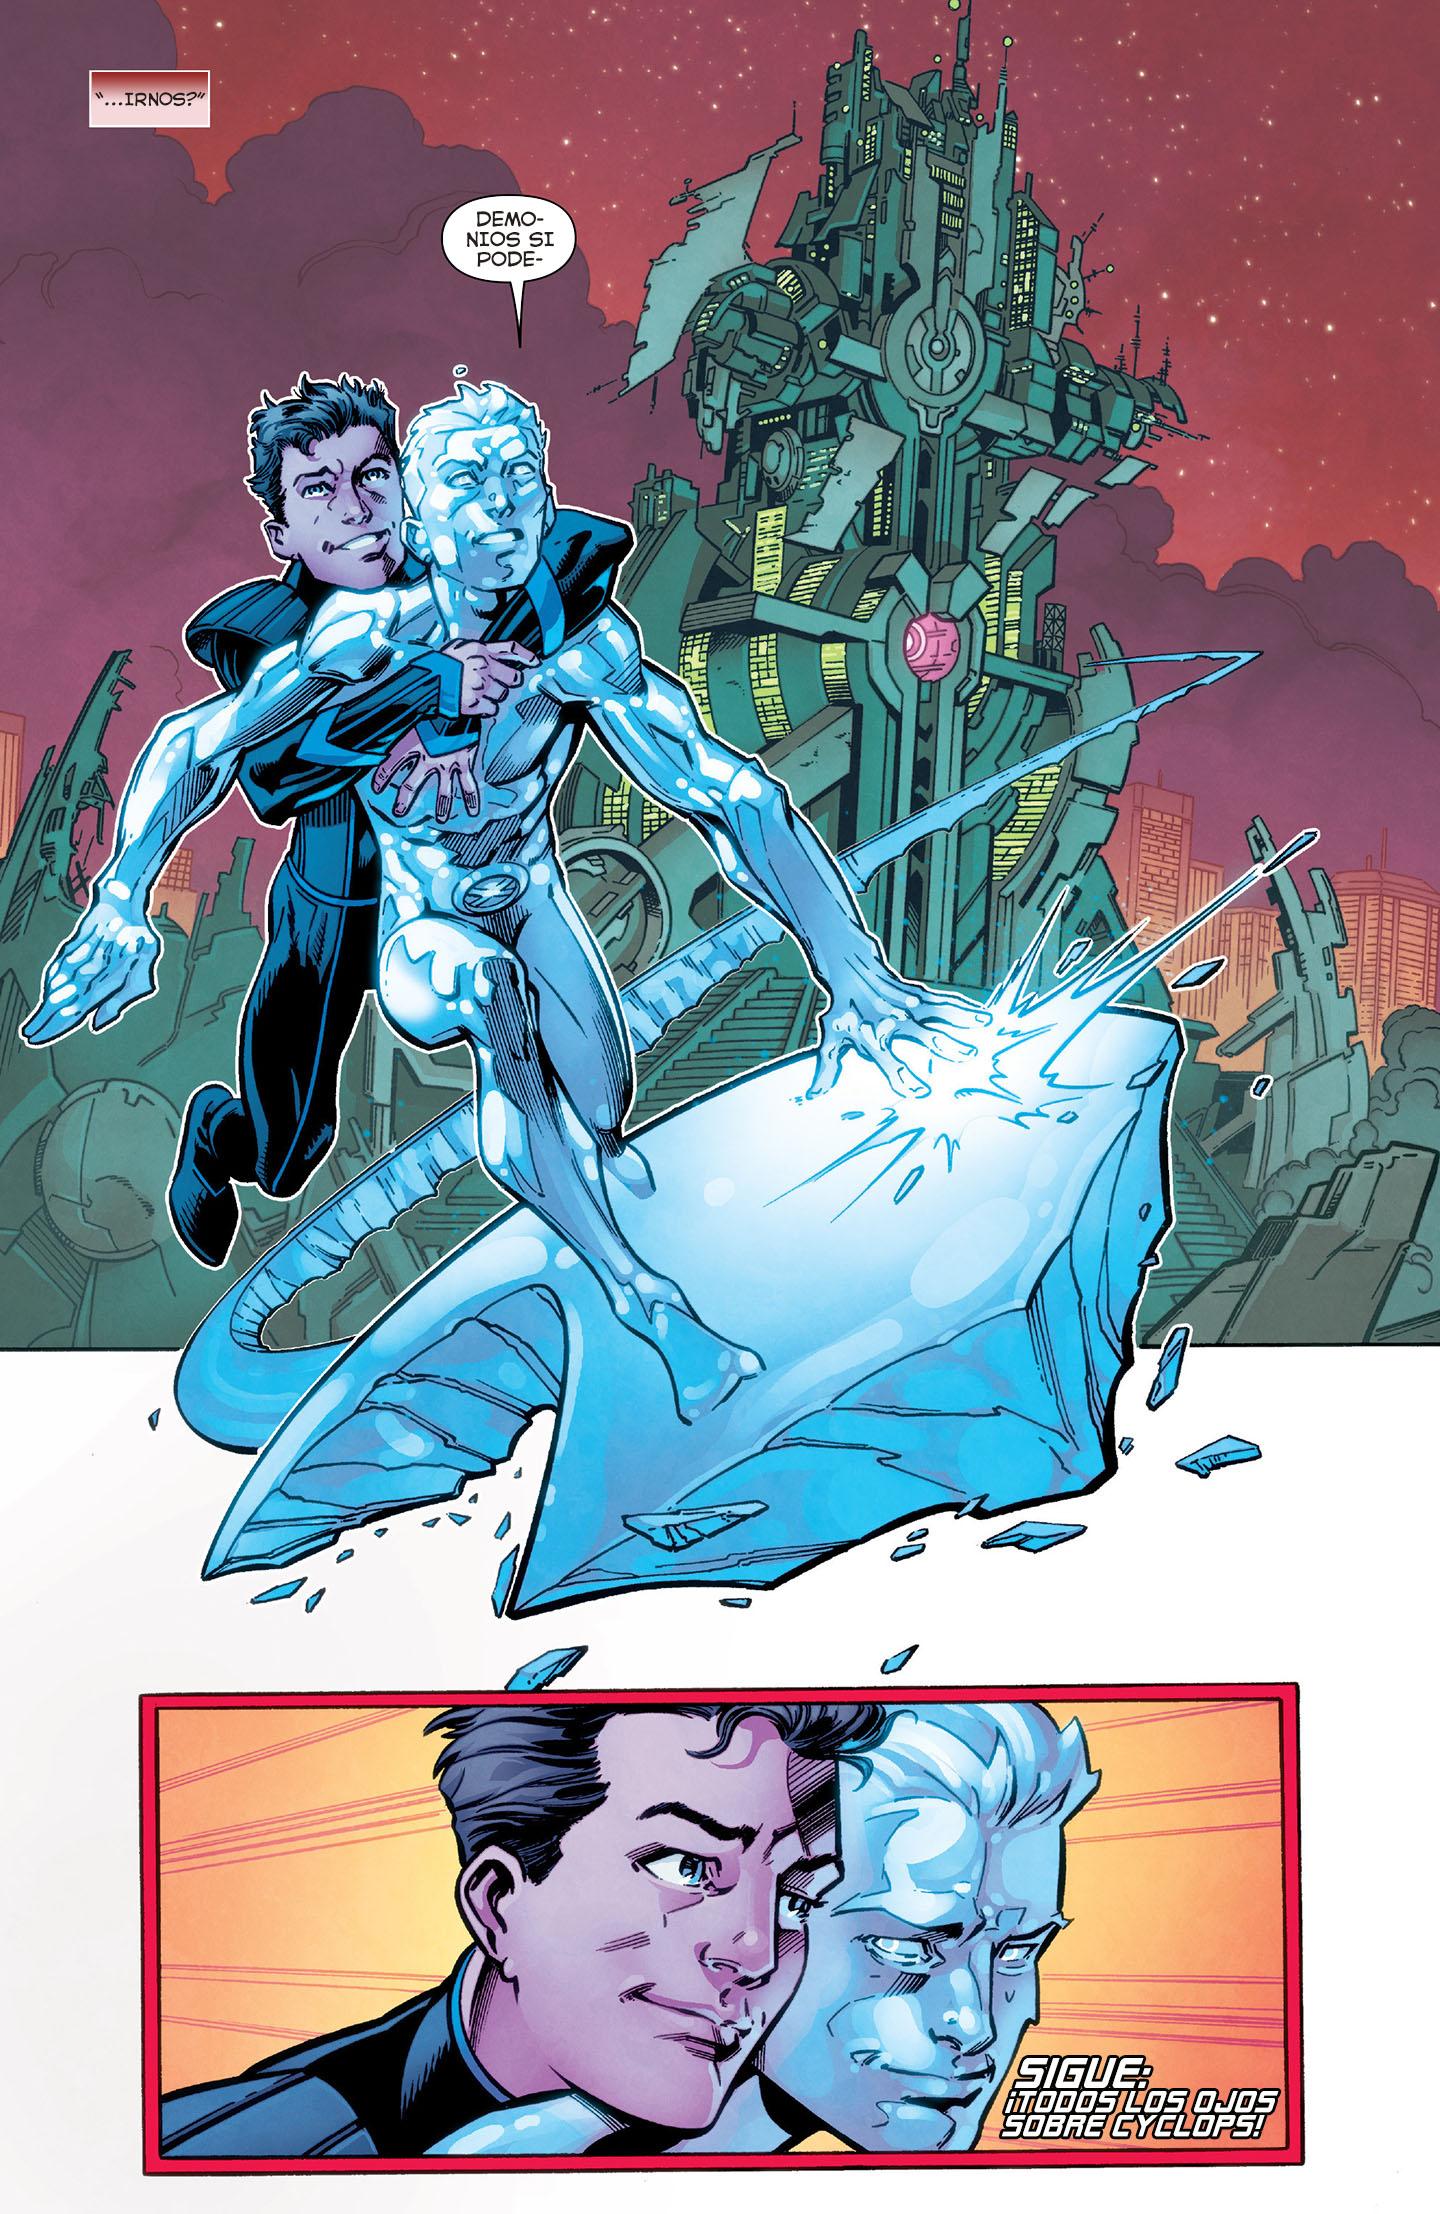 "...IRNOS?"
DEMO-
NIOS SI
PODE-
SIGUE:
¡TODOS LOS OJOS
SOBRE CYCLOPS!